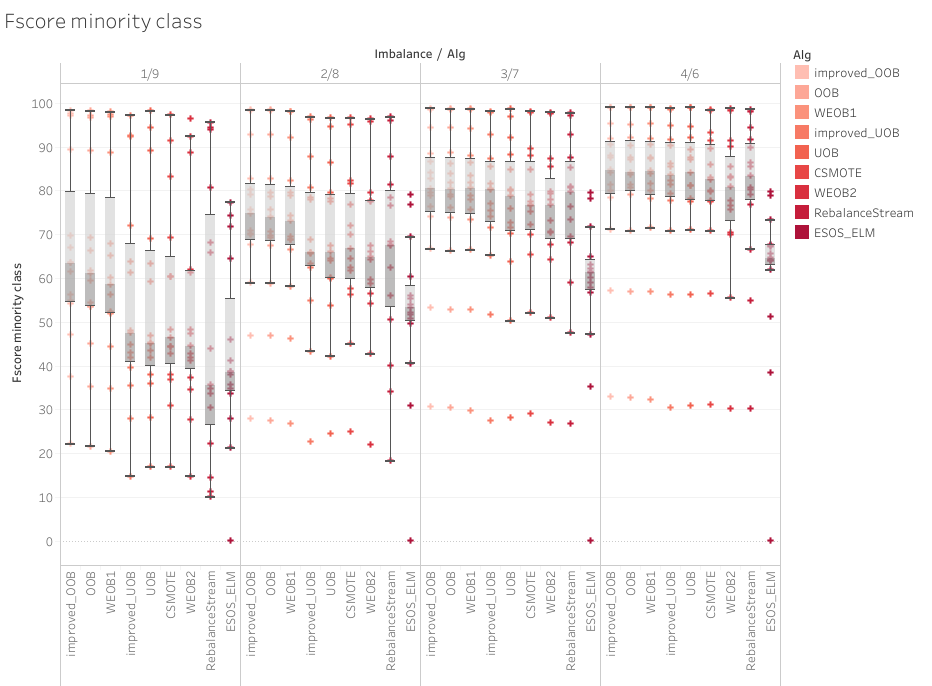 Fscore minority class
Imbalance / Alg
1/9 2/8 3/7 4/6
Fscore minority class
100
90
80
70
60
50
40
30
20
10
0
improved_OOB OOB WEOB1 improved_UOB UOB CSMOTE WEOB2 RebalanceStream ESOS_ELM improved_OOB OOB WEOB1 improved_UOB UOB CSMOTE WEOB2 RebalanceStream ESOS_ELM improved_OOB OOB WEOB1 improved_UOB UOB CSMOTE WEOB2 RebalanceStream ESOS_ELM improved_OOB OOB WEOB1 improved_UOB UOB CSMOTE WEOB2 RebalanceStream ESOS_ELM
Alg
improved_OOB
OOB
WEOB1
improved_UOB
UOB
CSMOTE
WEOB2
RebalanceStream
ESOS_ELM